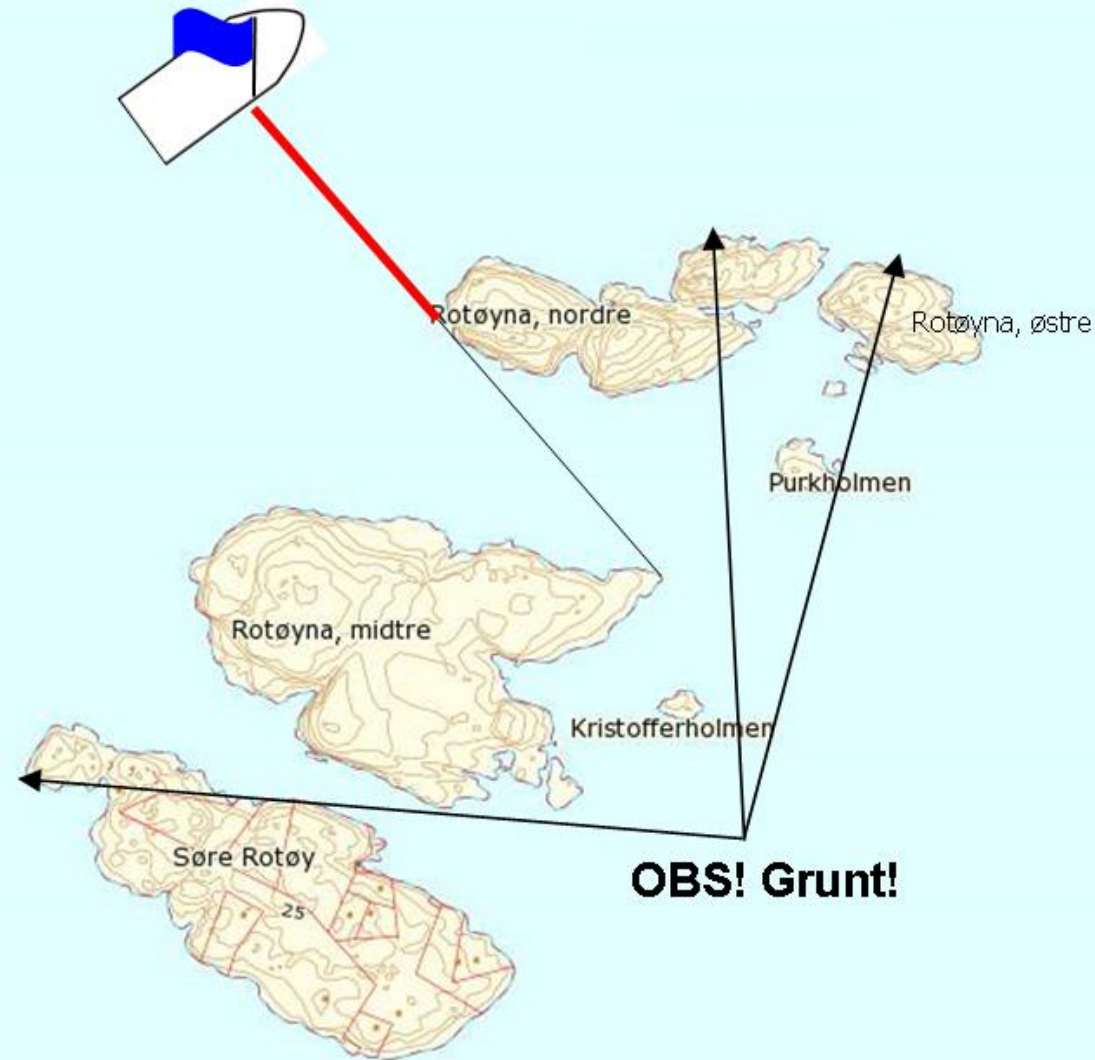 Rotøyna, nordre
Rotøyna, østre
Purkholmen
Rotøyna, midtre
Kristofferholmen
Søre Rotøy
OBS! Grunt!
25